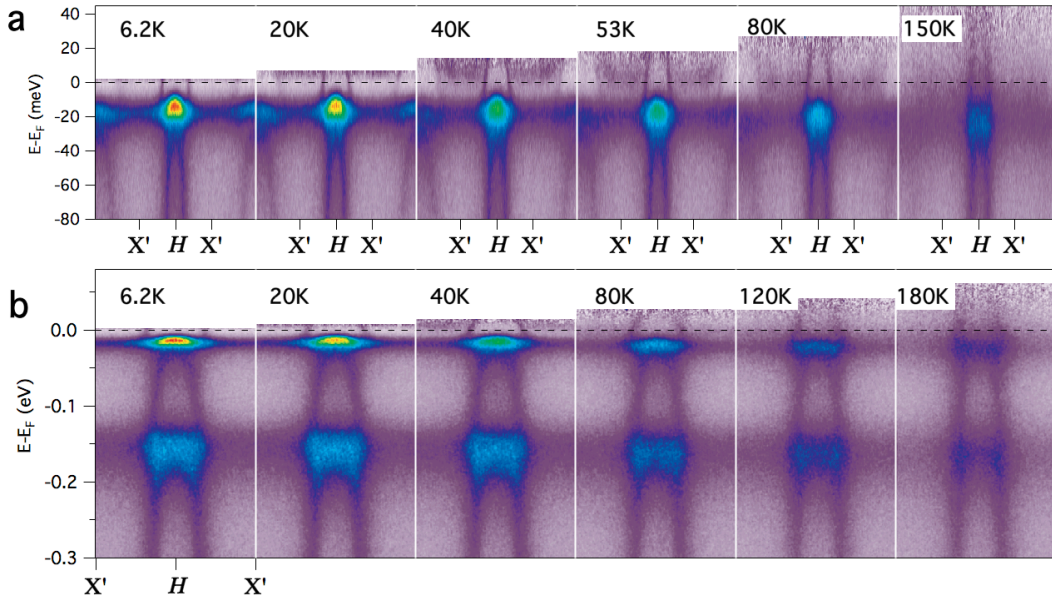 a
6.2K 20K 40K 53K 80K 150K
40
20
0
-20
-40
-60
-80
E-E_F (meV)
X' H X' X' H X' X' H X' X' H X' X' H X' X' H X'
b
6.2K 20K 40K 80K 120K 180K
0.0
-0.1
-0.2
-0.3
E-E_F (eV)
X' H X'